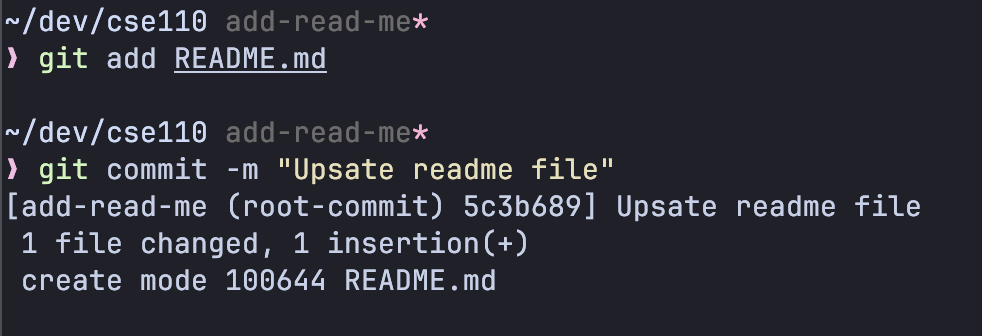 ~/dev/cse110 add-read-me*
❯ git add README.md
~/dev/cse110 add-read-me*
❯ git commit -m "Upsate readme file"
[add-read-me (root-commit) 5c3b689] Upsate readme file
 1 file changed, 1 insertion(+)
 create mode 100644 README.md